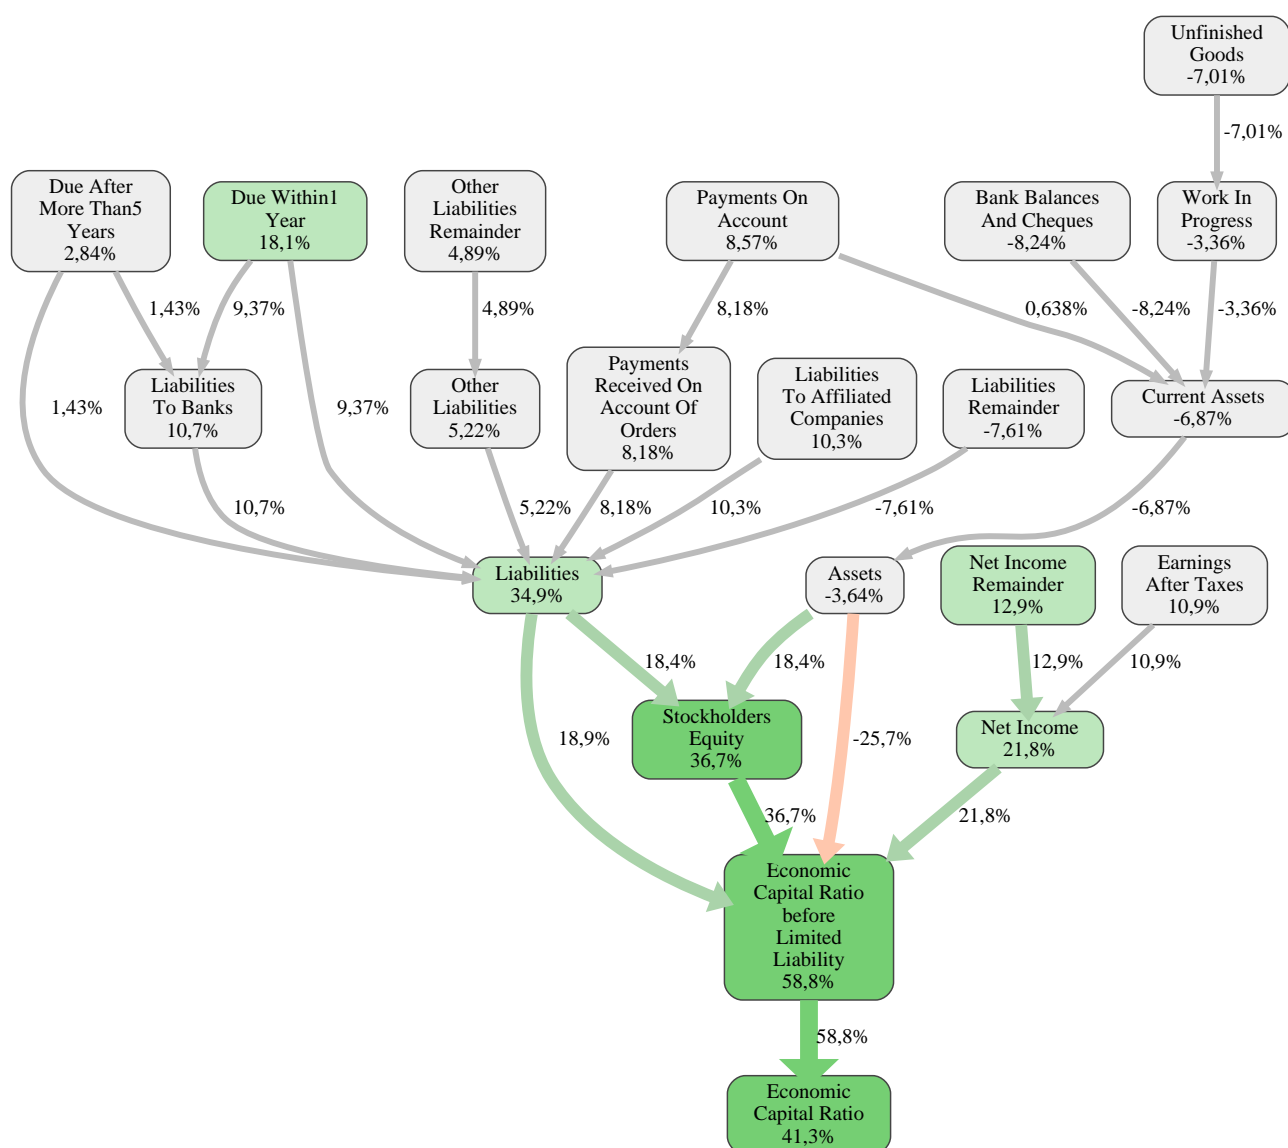 Unfinished
Goods
-7,01%
-7,01%
Due After
More Than5
Years
2,84%
Due Within1
Year
18,1%
Other
Liabilities
Remainder
4,89%
Payments On
Account
8,57%
Bank Balances
And Cheques
-8,24%
Work In
Progress
-3,36%
1,43%
9,37%
4,89%
8,18%
0,638%
-8,24%
-3,36%
Liabilities
To Banks
10,7%
Other
Liabilities
5,22%
Payments
Received On
Account Of
Orders
8,18%
Liabilities
To Affiliated
Companies
10,3%
Liabilities
Remainder
-7,61%
Current Assets
-6,87%
1,43%
9,37%
10,7%
5,22%
8,18%
10,3%
-7,61%
-6,87%
Liabilities
34,9%
Assets
-3,64%
Net Income
Remainder
12,9%
Earnings
After Taxes
10,9%
18,4%
18,4%
12,9%
10,9%
Stockholders
Equity
36,7%
Net Income
21,8%
18,9%
-25,7%
36,7%
21,8%
Economic
Capital Ratio
before
Limited
Liability
58,8%
58,8%
Economic
Capital Ratio
41,3%